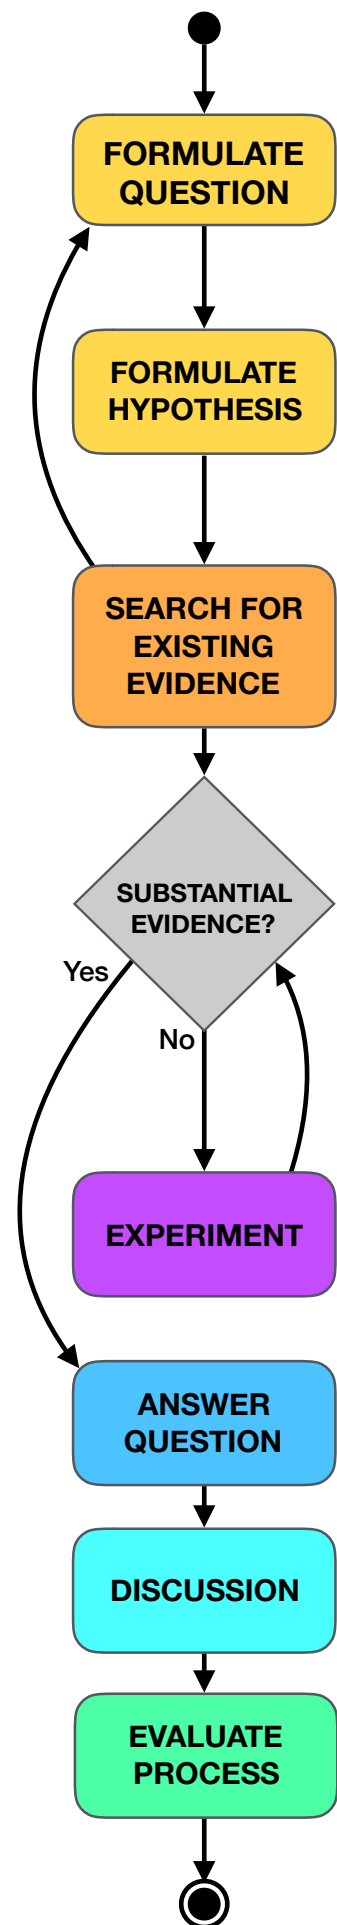 FORMULATE
QUESTION
FORMULATE
HYPOTHESIS
SEARCH FOR
EXISTING
EVIDENCE
SUBSTANTIAL
EVIDENCE?
Yes
No
EXPERIMENT
ANSWER
QUESTION
DISCUSSION
EVALUATE
PROCESS